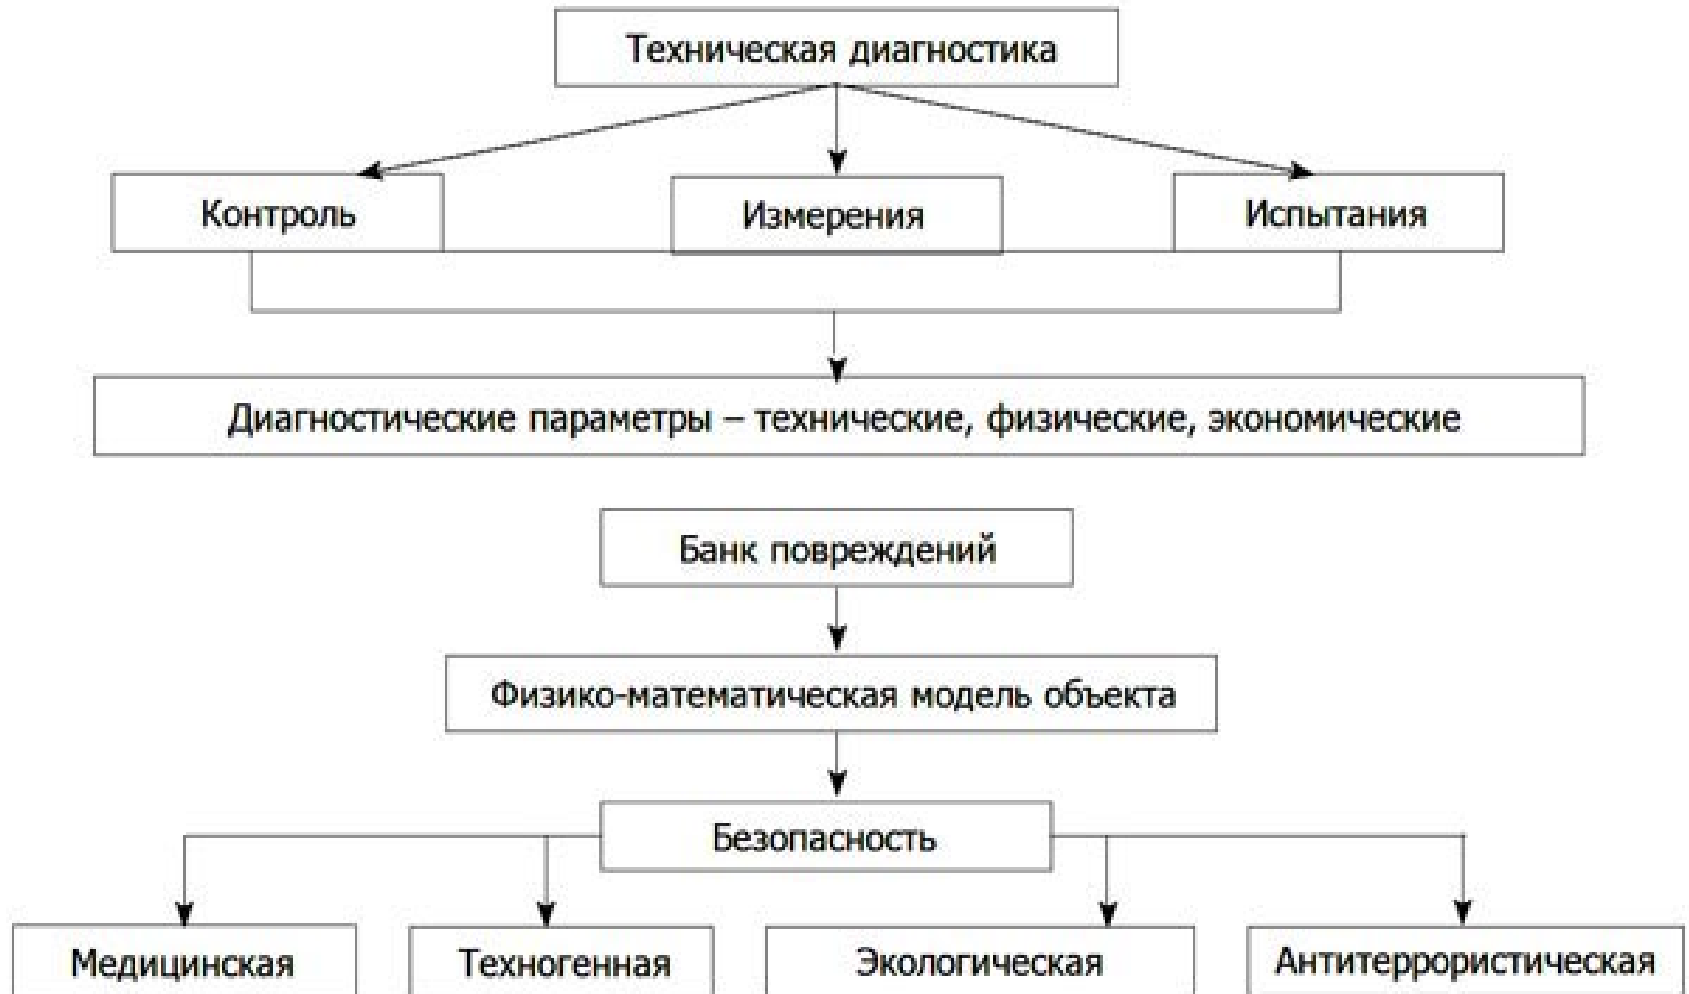 Техническая диагностика
Контроль
Измерения
Испытания
Диагностические параметры – технические, физические, экономические
Банк повреждений
Физико-математическая модель объекта
Безопасность
Медицинская
Техногенная
Экологическая
Антитеррористическая